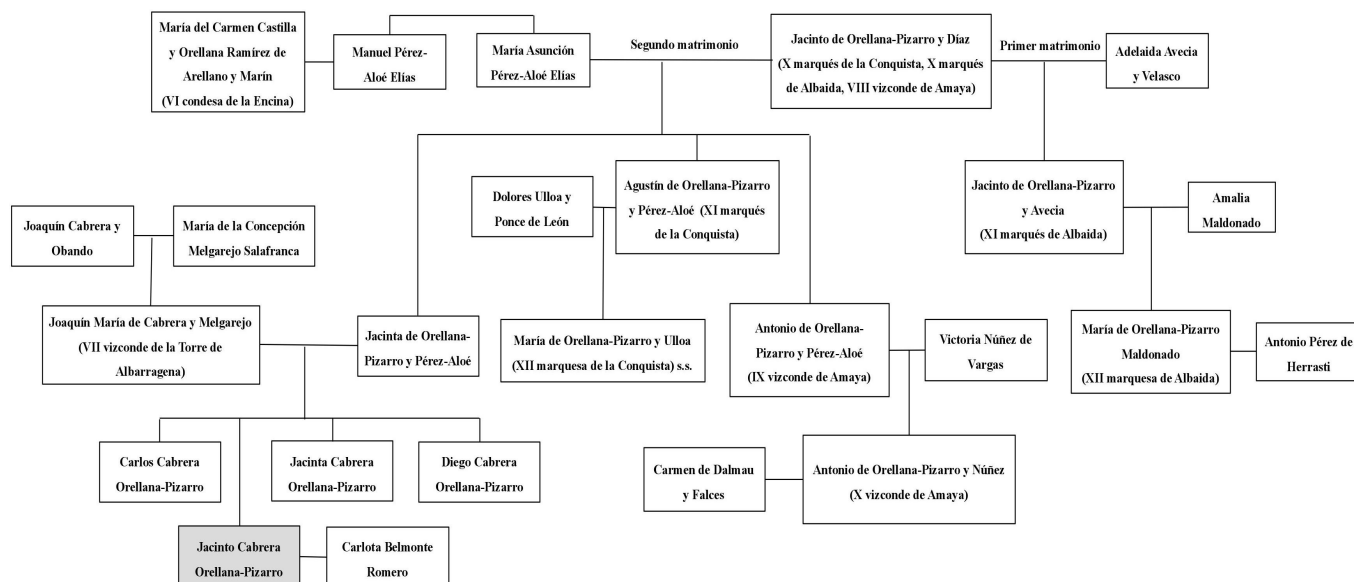 María del Carmen Castilla
y Orellana Ramírez de
Arellano y Marín
(VI condesa de la Encina)
Manuel Pérez-
Aloé Elías
María Asunción
Pérez-Aloé Elías
Segundo matrimonio
Jacinto de Orellana-Pizarro y Díaz
(X marqués de la Conquista, X marqués
de Albaida, VIII vizconde de Amaya)
Primer matrimonio
Adelaida Avecia
y Velasco
Joaquín Cabrera y
Obando
María de la Concepción
Melgarejo Salafranca
Dolores Ulloa y
Ponce de León
Agustín de Orellana-Pizarro
y Pérez-Aloé (XI marqués
de la Conquista)
Jacinto de Orellana-Pizarro
y Avecia
(XI marqués de Albaida)
Amalia
Maldonado
Joaquín María de Cabrera y Melgarejo
(VII vizconde de la Torre de
Albarragena)
Jacinta de Orellana-
Pizarro y Pérez-Aloé
María de Orellana-Pizarro y Ulloa
(XII marquesa de la Conquista) s.s.
Antonio de Orellana-
Pizarro y Pérez-Aloé
(IX vizconde de Amaya)
Victoria Núñez de
Vargas
María de Orellana-Pizarro
Maldonado
(XII marquesa de Albaida)
Antonio Pérez de
Herrasti
Carlos Cabrera
Orellana-Pizarro
Jacinta Cabrera
Orellana-Pizarro
Diego Cabrera
Orellana-Pizarro
Carmen de Dalmau
y Falces
Antonio de Orellana-Pizarro y Núñez
(X vizconde de Amaya)
Jacinto Cabrera
Orellana-Pizarro
Carlota Belmonte
Romero